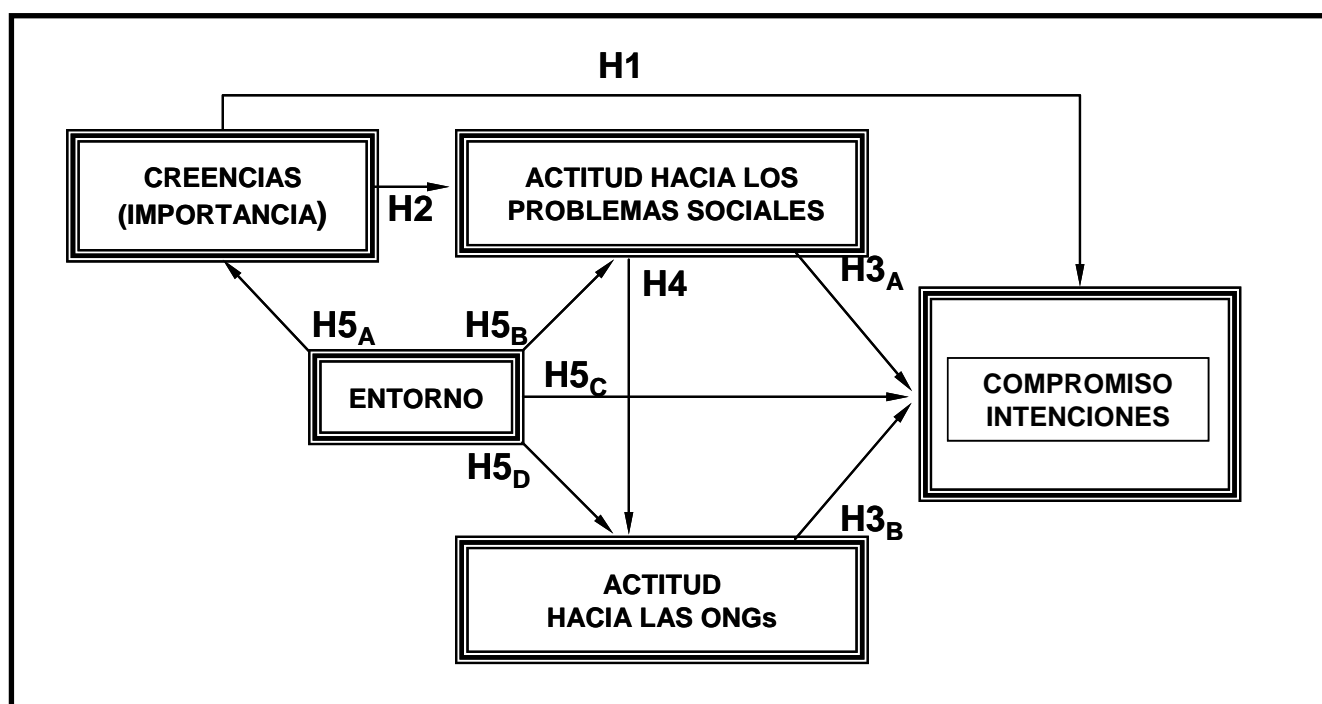 H1
CREENCIAS
(IMPORTANCIA)
H2
ACTITUD HACIA LOS
PROBLEMAS SOCIALES
H4
H3A
H5A
H5B
ENTORNO
H5C
COMPROMISO
INTENCIONES
H5D
H3B
ACTITUD
HACIA LAS ONGs